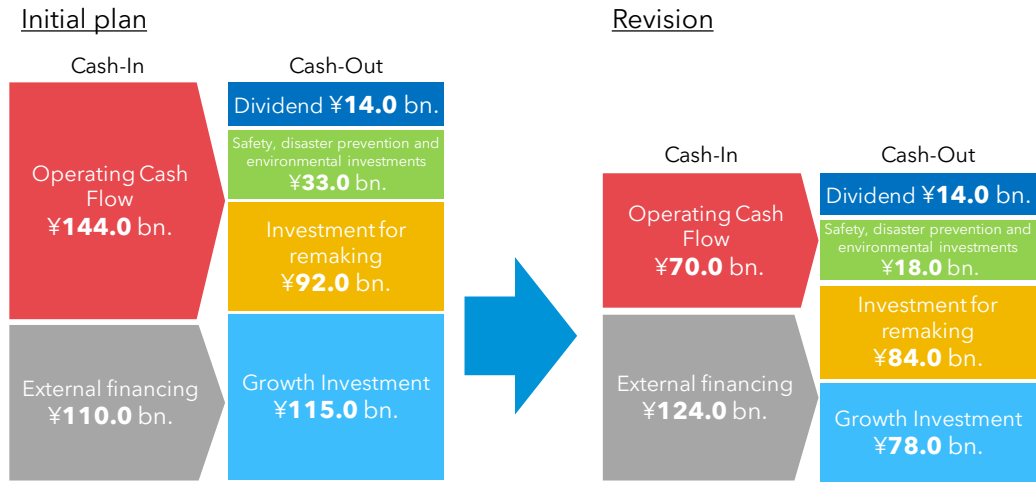 Initial plan
Cash-In
Cash-Out
Operating Cash
Flow
¥144.0 bn.
External financing
¥110.0 bn.
Dividend ¥14.0 bn.
Safety, disaster prevention and
environmental investments
¥33.0 bn.
Investment for
remaking
¥92.0 bn.
Growth Investment
¥115.0 bn.
Revision
Cash-In
Cash-Out
Operating Cash
Flow
¥70.0 bn.
External financing
¥124.0 bn.
Dividend ¥14.0 bn.
Safety, disaster prevention and
environmental investments
¥18.0 bn.
Investment for
remaking
¥84.0 bn.
Growth Investment
¥78.0 bn.